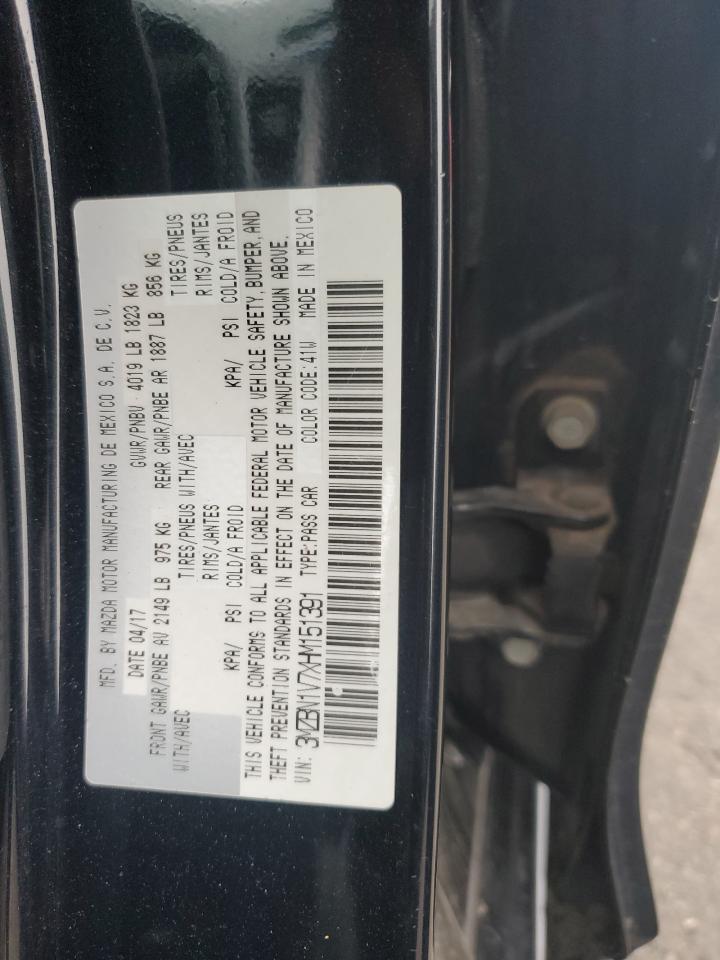 MFD. BY MAZDA MOTOR MANUFACTURING DE MEXICO S.A. DE C.V.
DATE 04/17 GVWR/PNBV 4019 LB 1823 KG
FRONT GAWR/PNBE AV 2149 LB 975 KG REAR GAWR/PNBE AR 1887 LB 856 KG
WITH/AVEC TIRES/PNEUS WITH/AVEC TIRES/PNEUS
RIMS/JANTES RIMS/JANTES
KPA/ PSI COLD/A FROID KPA/ PSI COLD/A FROID
THIS VEHICLE CONFORMS TO ALL APPLICABLE FEDERAL MOTOR VEHICLE SAFETY, BUMPER, AND
THEFT PREVENTION STANDARDS IN EFFECT ON THE DATE OF MANUFACTURE SHOWN ABOVE.
VIN: 3MZBN1V7XHM151391 TYPE:PASS CAR COLOR CODE:41W MADE IN MEXICO